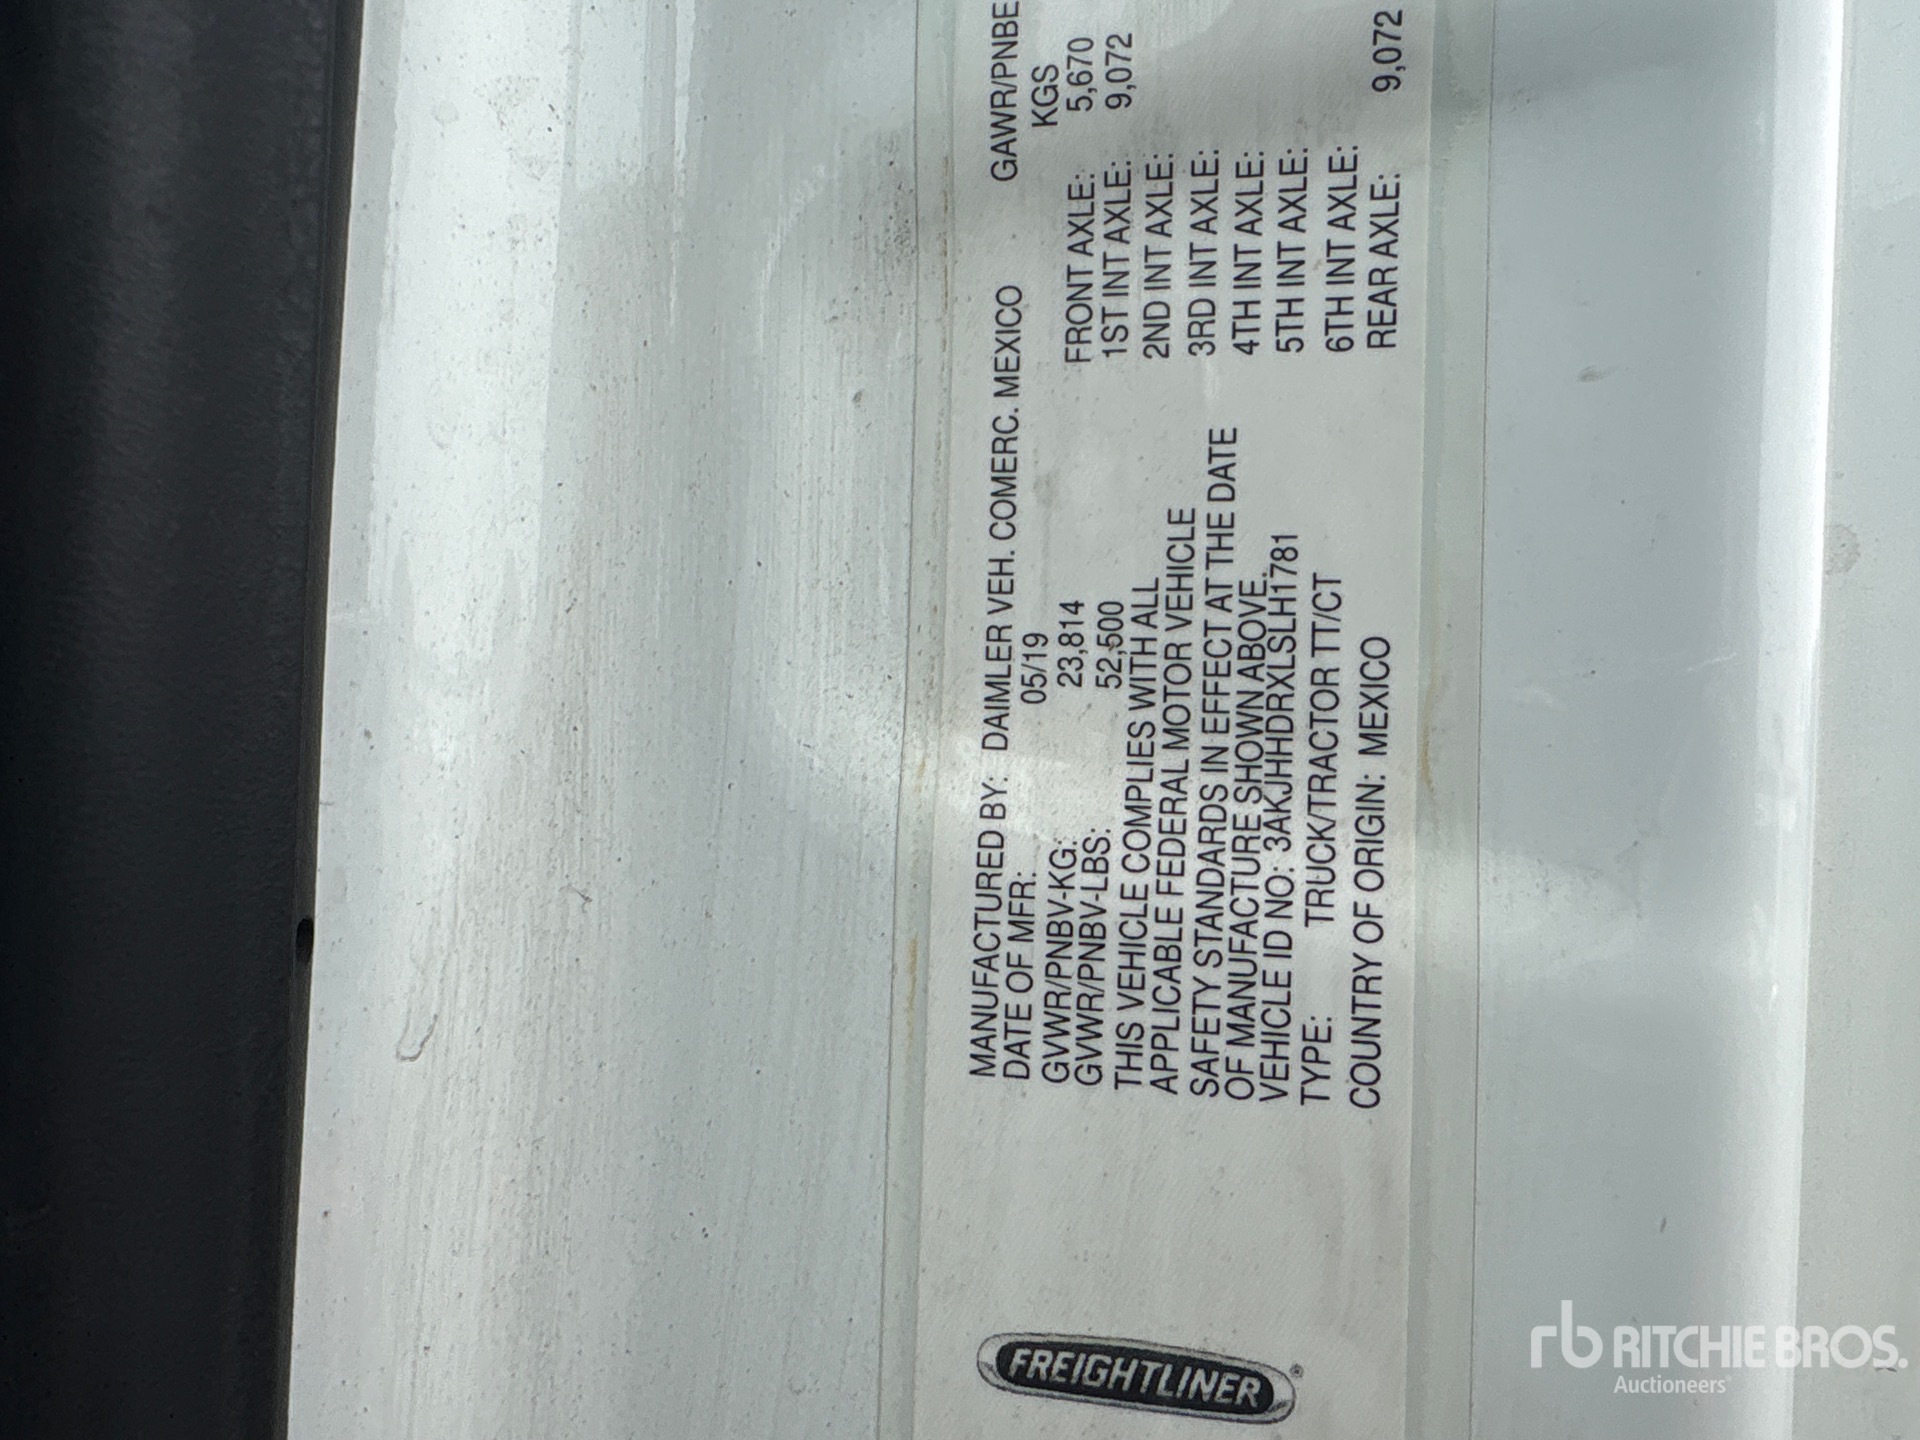 FREIGHTLINER
MANUFACTURED BY: DAIMLER VEH. COMERC. MEXICO GAWR/PNBE
DATE OF MFR: 05/19 KGS
GVWR/PNBV-KG: 23,814 FRONT AXLE: 5,670
GVWR/PNBV-LBS: 52,500 1ST INT AXLE: 9,072
THIS VEHICLE COMPLIES WITH ALL 2ND INT AXLE:
APPLICABLE FEDERAL MOTOR VEHICLE 3RD INT AXLE:
SAFETY STANDARDS IN EFFECT AT THE DATE 4TH INT AXLE:
OF MANUFACTURE SHOWN ABOVE. 5TH INT AXLE:
VEHICLE ID NO: 3AKJHHDRXLSLH1781
TYPE: TRUCK/TRACTOR TT/CT 6TH INT AXLE:
COUNTRY OF ORIGIN: MEXICO REAR AXLE: 9,072
rb RITCHIE BROS.
Auctioneers